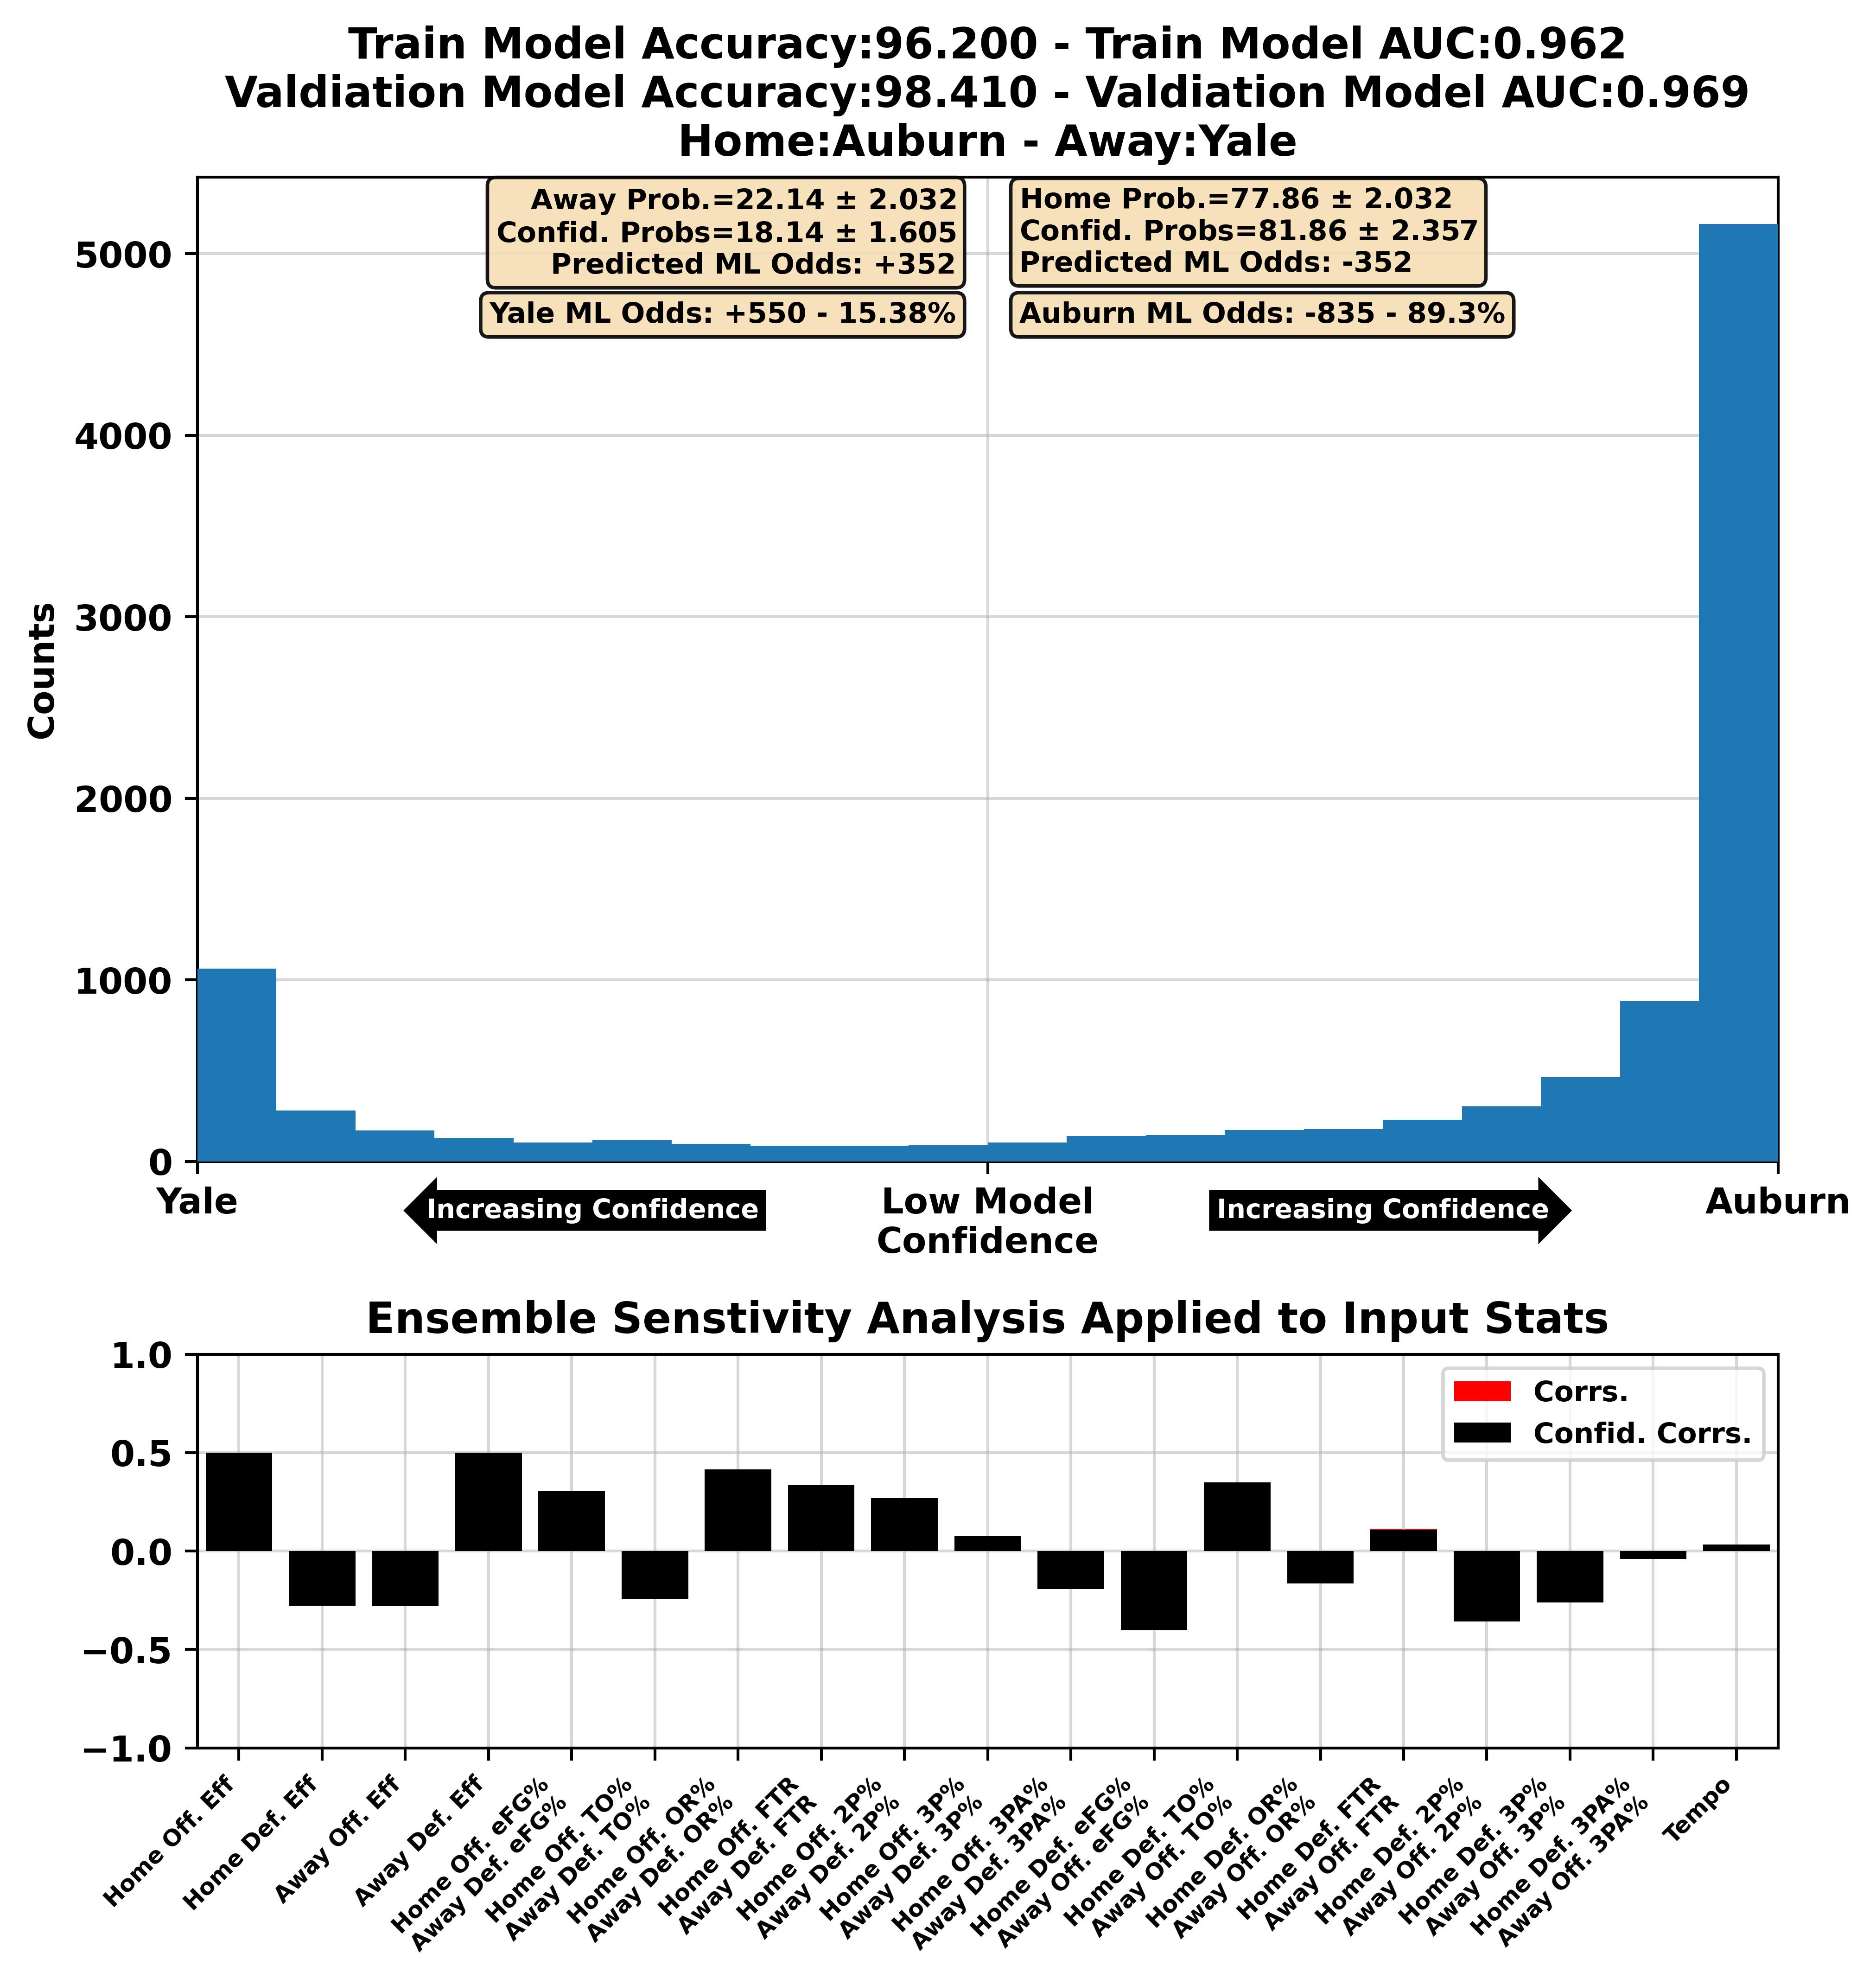 Train Model Accuracy:96.200 - Train Model AUC:0.962
Valdiation Model Accuracy:98.410 - Valdiation Model AUC:0.969
Home:Auburn - Away:Yale
Away Prob.=22.14 ± 2.032
Confid. Probs=18.14 ± 1.605
Predicted ML Odds: +352
Yale ML Odds: +550 - 15.38%
Home Prob.=77.86 ± 2.032
Confid. Probs=81.86 ± 2.357
Predicted ML Odds: -352
Auburn ML Odds: -835 - 89.3%
Counts
5000
4000
3000
2000
1000
0
Yale
Increasing Confidence
Low Model
Confidence
Increasing Confidence
Auburn
Ensemble Senstivity Analysis Applied to Input Stats
1.0
0.5
0.0
−0.5
−1.0
Corrs.
Confid. Corrs.
Home Off. Eff
Home Def. Eff
Away Off. Eff
Away Def. Eff
Home Off. eFG%
Away Def. eFG%
Home Off. TO%
Away Def. TO%
Home Off. OR%
Away Def. OR%
Home Off. FTR
Away Def. FTR
Home Off. 2P%
Away Def. 2P%
Home Off. 3P%
Away Def. 3P%
Home Off. 3PA%
Away Def. 3PA%
Home Def. eFG%
Away Off. eFG%
Home Def. TO%
Away Off. TO%
Home Def. OR%
Away Off. OR%
Home Def. FTR
Away Off. FTR
Home Def. 2P%
Away Off. 2P%
Home Def. 3P%
Away Off. 3P%
Home Def. 3PA%
Away Off. 3PA%
Tempo